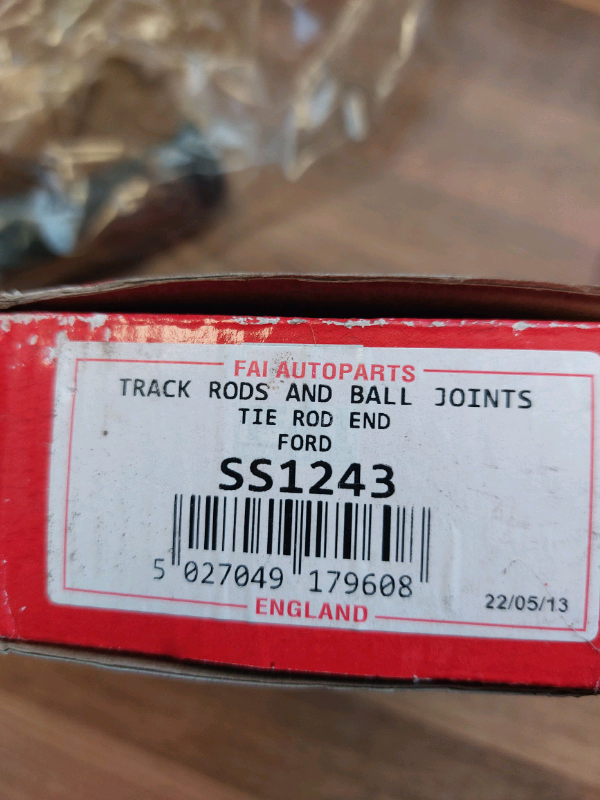 FAI AUTOPARTS
TRACK RODS AND BALL JOINTS
TIE ROD END
FORD
SS1243
5 027049 179608
22/05/13
ENGLAND